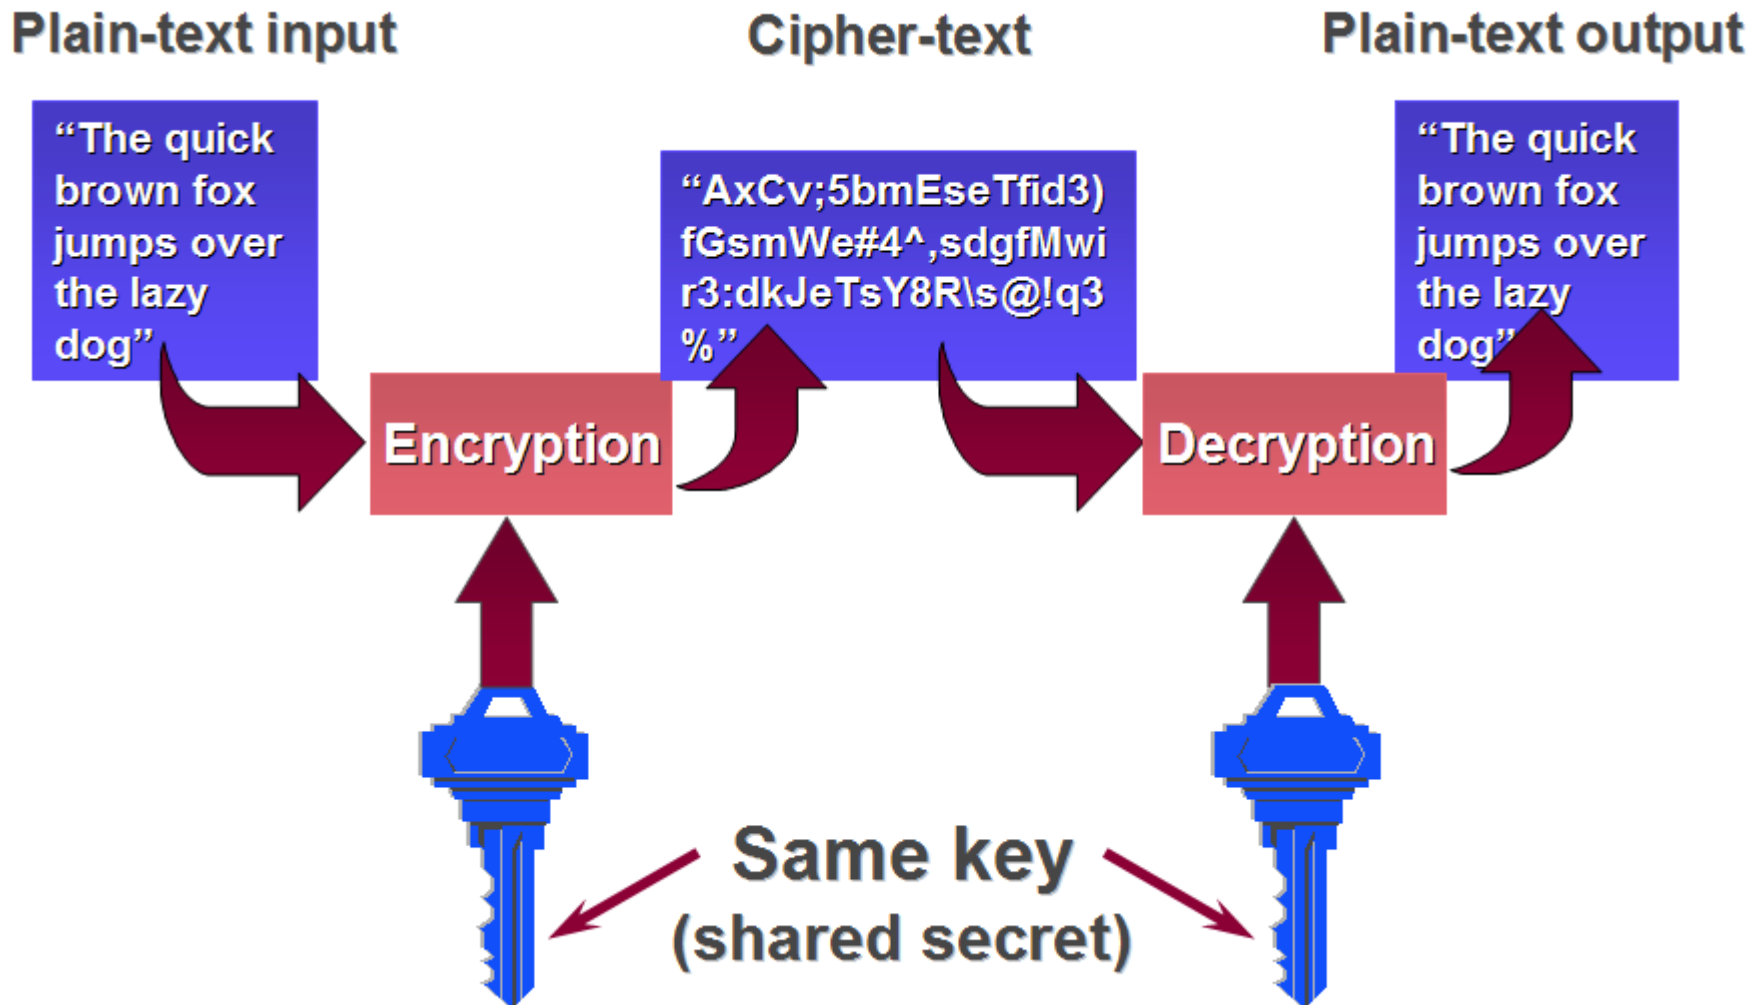 Plain-text input
Cipher-text
Plain-text output
“The quick
brown fox
jumps over
the lazy
dog”
“AxCv;5bmEseTfid3)
fGsmWe#4^,sdgfMwi
r3:dkJeTsY8R\s@!q3
%”
“The quick
brown fox
jumps over
the lazy
dog”
Encryption
Decryption
Same key
(shared secret)